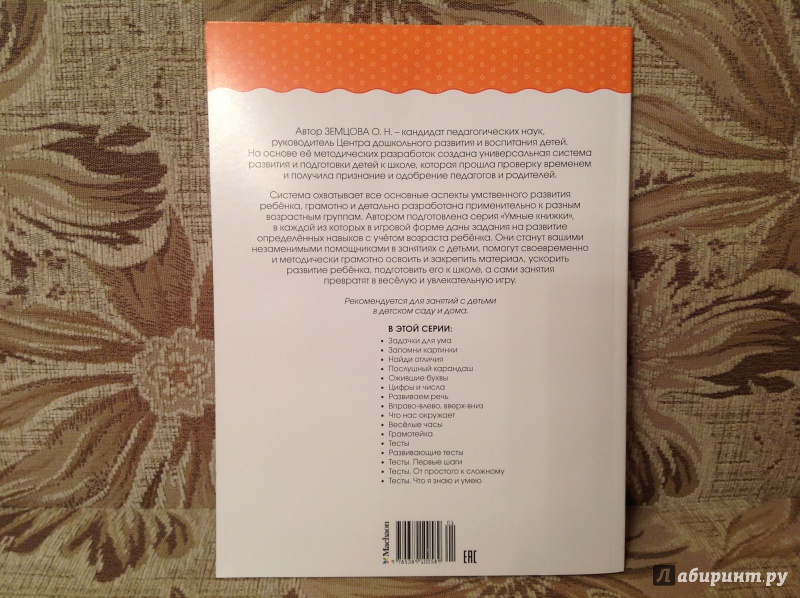 Автор ЗЕМЦОВА О. Н. – кандидат педагогических наук,
руководитель Центра дошкольного развития и воспитания детей.
На основе её методических разработок создана универсальная система
развития и подготовки детей к школе, которая прошла проверку временем
и получила признание и одобрение педагогов и родителей.
Система охватывает все основные аспекты умственного развития
ребёнка, грамотно и детально разработана применительно к разным
возрастным группам. Автором подготовлена серия «Умные книжки»,
в каждой из которых в игровой форме даны задания на развитие
определённых навыков с учётом возраста ребёнка. Они станут вашими
незаменимыми помощниками в занятиях с детьми, помогут своевременно
и методически грамотно освоить и закрепить материал, ускорить
развитие ребёнка, подготовить его к школе, а сами занятия
превратят в весёлую и увлекательную игру.
Рекомендуется для занятий с детьми
в детском саду и дома.
В ЭТОЙ СЕРИИ:
• Задачки для ума
• Запомни картинки
• Найди отличия
• Послушный карандаш
• Ожившие буквы
• Цифры и числа
• Развиваем речь
• Вправо-влево, вверх-вниз
• Что нас окружает
• Весёлые часы
• Грамотейка
• Тесты
• Развивающие тесты
• Тесты. Первые шаги
• Тесты. От простого к сложному
• Тесты. Что я знаю и умею
Machaon
EAC
Лабиринт.ру